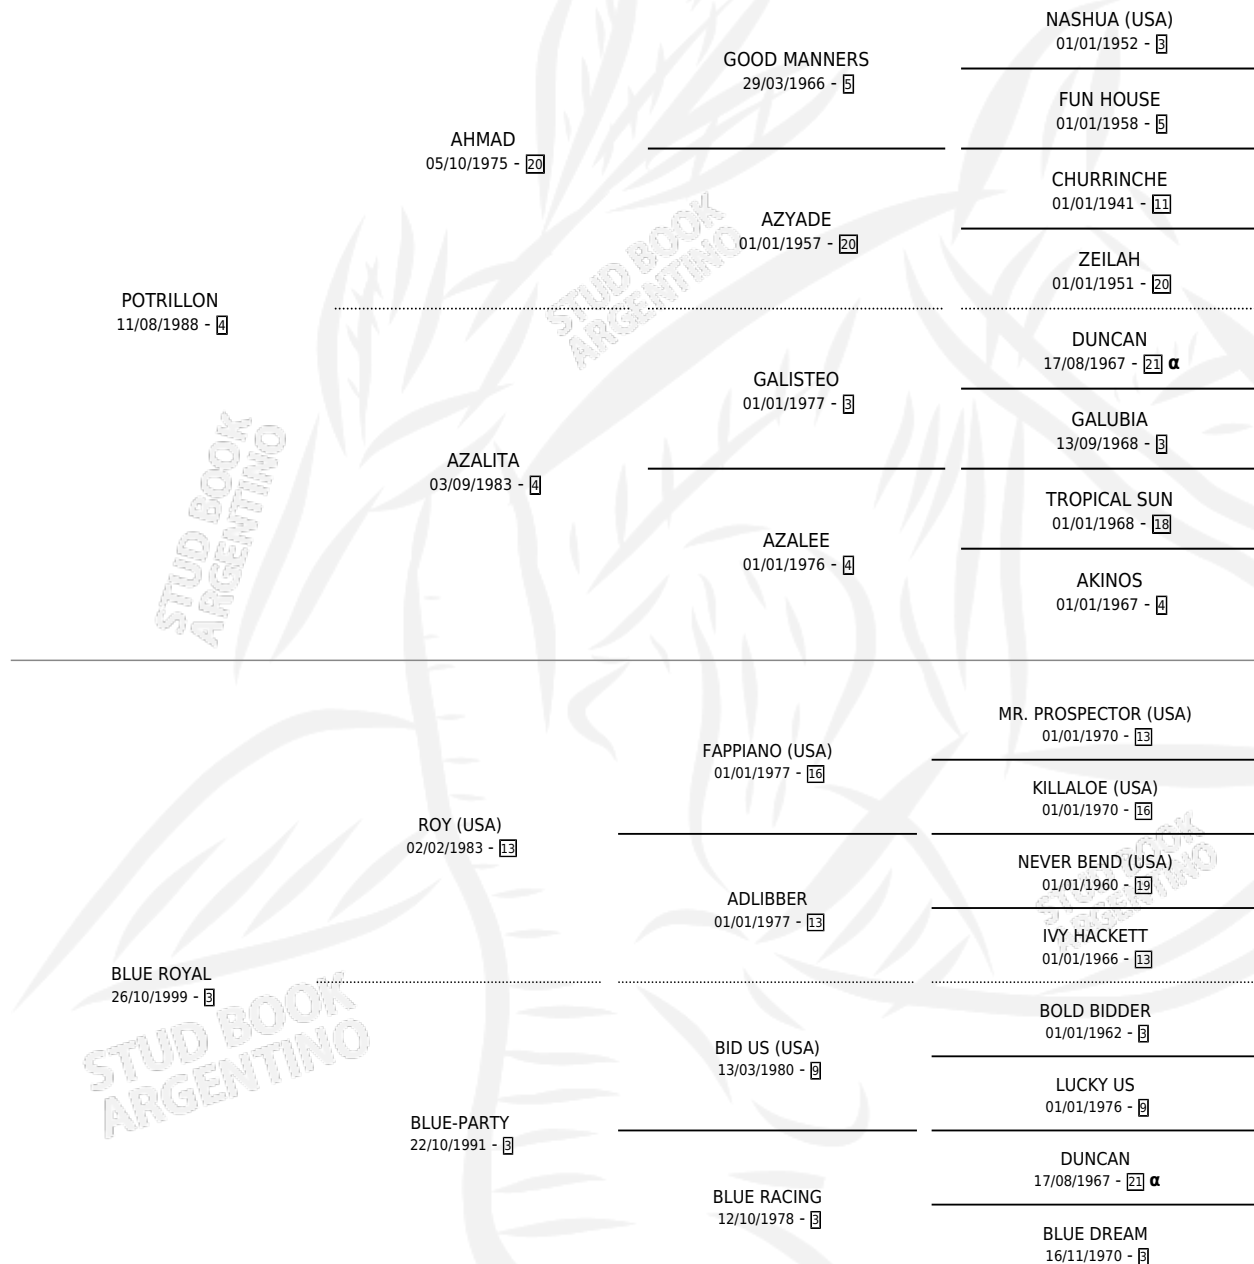 NASHUA (USA)
01/01/1952 - 3
GOOD MANNERS
29/03/1966 - 5
FUN HOUSE
01/01/1958 - 5
AHMAD
05/10/1975 - 20
CHURRINCHE
01/01/1941 - 11
AZYADE
01/01/1957 - 20
ZEILAH
01/01/1951 - 20
POTRILLON
11/08/1988 - 4
DUNCAN
17/08/1967 - 21 α
GALISTEO
01/01/1977 - 3
GALUBIA
13/09/1968 - 3
AZALITA
03/09/1983 - 4
TROPICAL SUN
01/01/1968 - 18
AZALEE
01/01/1976 - 4
AKINOS
01/01/1967 - 4
MR. PROSPECTOR (USA)
01/01/1970 - 13
FAPPIANO (USA)
01/01/1977 - 16
KILLALOE (USA)
01/01/1970 - 16
ROY (USA)
02/02/1983 - 13
NEVER BEND (USA)
01/01/1960 - 19
ADLIBBER
01/01/1977 - 13
IVY HACKETT
01/01/1966 - 13
BLUE ROYAL
26/10/1999 - 3
BOLD BIDDER
01/01/1962 - 3
BID US (USA)
13/03/1980 - 9
LUCKY US
01/01/1976 - 9
BLUE-PARTY
22/10/1991 - 3
DUNCAN
17/08/1967 - 21 α
BLUE RACING
12/10/1978 - 3
BLUE DREAM
16/11/1970 - 3
STUD BOOK
ARGENTINO
STUD BOOK
ARGENTINO
STUD BOOK
ARGENTINO
STUD BOOK
ARGENTINO